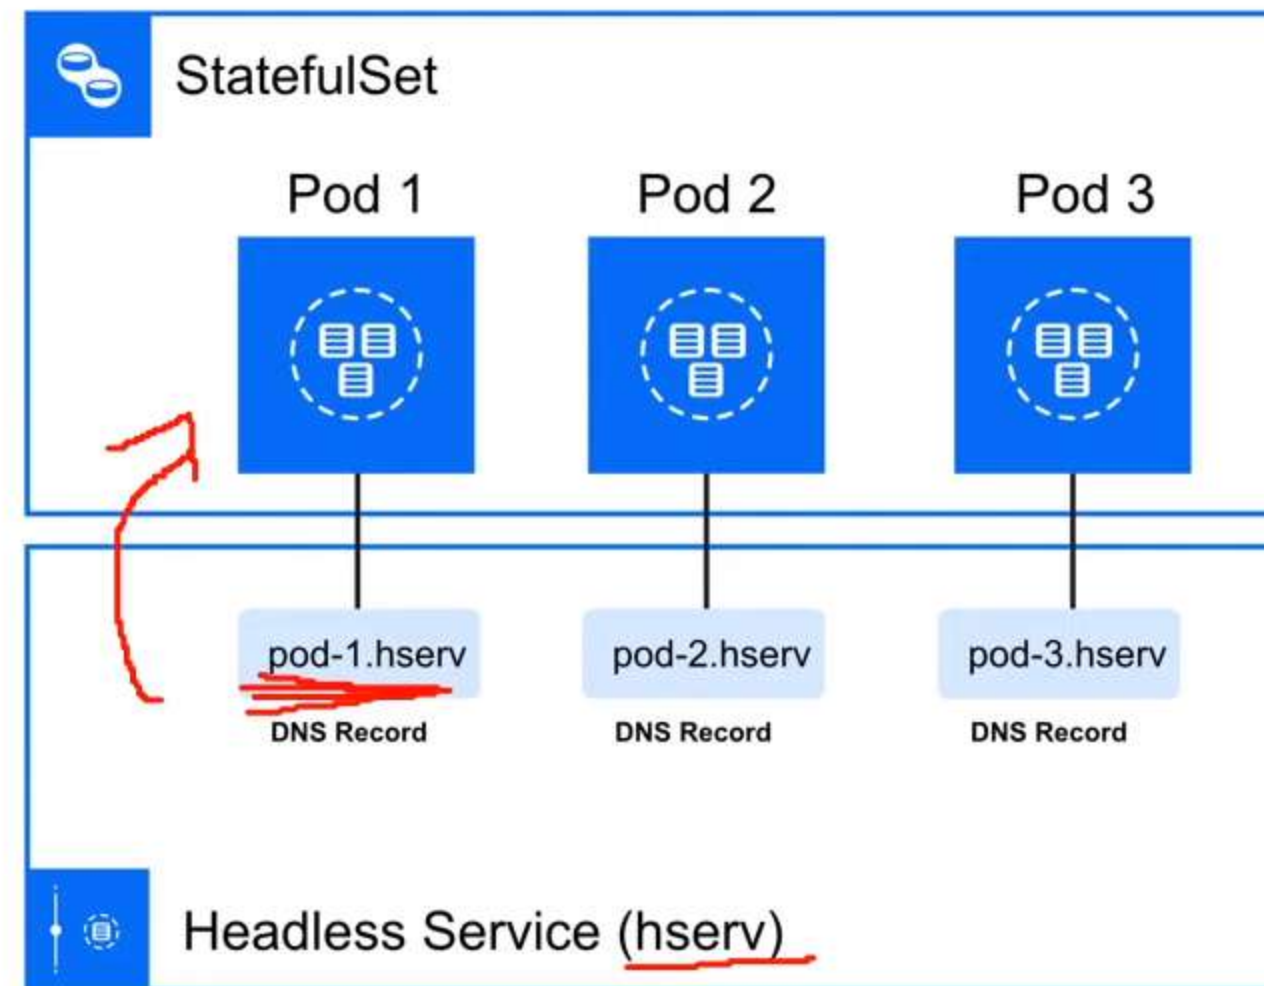 StatefulSet
Pod 1 Pod 2 Pod 3
pod-1.hserv pod-2.hserv pod-3.hserv
DNS Record DNS Record DNS Record
Headless Service (hserv)